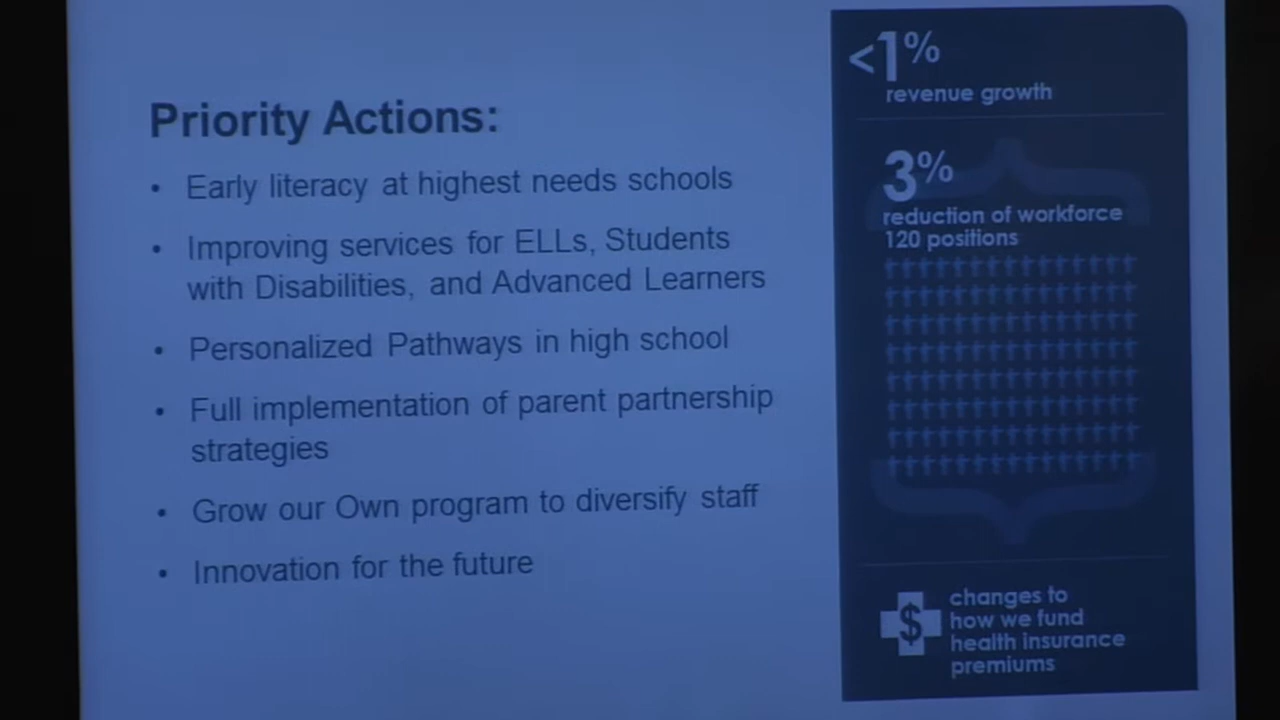 Priority Actions:
• Early literacy at highest needs schools
• Improving services for ELLs, Students
with Disabilities, and Advanced Learners
• Personalized Pathways in high school
• Full implementation of parent partnership
strategies
• Grow our Own program to diversify staff
• Innovation for the future
<1%
revenue growth
3%
reduction of workforce
120 positions
$
changes to
how we fund
health insurance
premiums